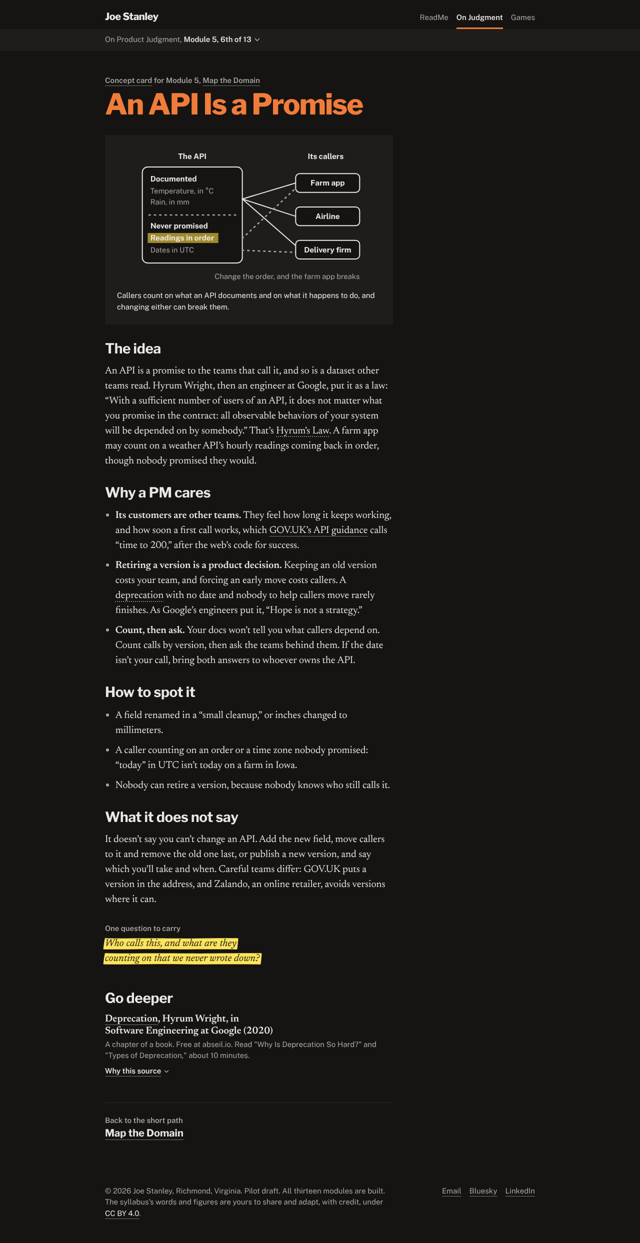 Joe Stanley
ReadMe On Judgment Games
On Product Judgment, Module 5, 6th of 13
Concept card for Module 5, Map the Domain
An API Is a Promise
The API
Its callers
Documented
Temperature, in °C
Rain, in mm
Never promised
Readings in order
Dates in UTC
Farm app
Airline
Delivery firm
Change the order, and the farm app breaks
Callers count on what an API documents and on what it happens to do, and
changing either can break them.
The idea
An API is a promise to the teams that call it, and so is a dataset other
teams read. Hyrum Wright, then an engineer at Google, put it as a law:
“With a sufficient number of users of an API, it does not matter what
you promise in the contract: all observable behaviors of your system
will be depended on by somebody.” That’s Hyrum’s Law. A farm app
may count on a weather API’s hourly readings coming back in order,
though nobody promised they would.
Why a PM cares
• Its customers are other teams. They feel how long it keeps working,
and how soon a first call works, which GOV.UK’s API guidance calls
“time to 200,” after the web’s code for success.
• Retiring a version is a product decision. Keeping an old version
costs your team, and forcing an early move costs callers. A
deprecation with no date and nobody to help callers move rarely
finishes. As Google’s engineers put it, “Hope is not a strategy.”
• Count, then ask. Your docs won’t tell you what callers depend on.
Count calls by version, then ask the teams behind them. If the date
isn’t your call, bring both answers to whoever owns the API.
How to spot it
• A field renamed in a “small cleanup,” or inches changed to
millimeters.
• A caller counting on an order or a time zone nobody promised:
“today” in UTC isn’t today on a farm in Iowa.
• Nobody can retire a version, because nobody knows who still calls it.
What it does not say
It doesn’t say you can’t change an API. Add the new field, move callers
to it and remove the old one last, or publish a new version, and say
which you’ll take and when. Careful teams differ: GOV.UK puts a
version in the address, and Zalando, an online retailer, avoids versions
where it can.
One question to carry
Who calls this, and what are they
counting on that we never wrote down?
Go deeper
Deprecation, Hyrum Wright, in
Software Engineering at Google (2020)
A chapter of a book. Free at abseil.io. Read "Why Is Deprecation So Hard?" and
"Types of Deprecation," about 10 minutes.
Why this source
Back to the short path
Map the Domain
© 2026 Joe Stanley, Richmond, Virginia. Pilot draft. All thirteen modules are built.
The syllabus’s words and figures are yours to share and adapt, with credit, under
CC BY 4.0.
Email Bluesky LinkedIn